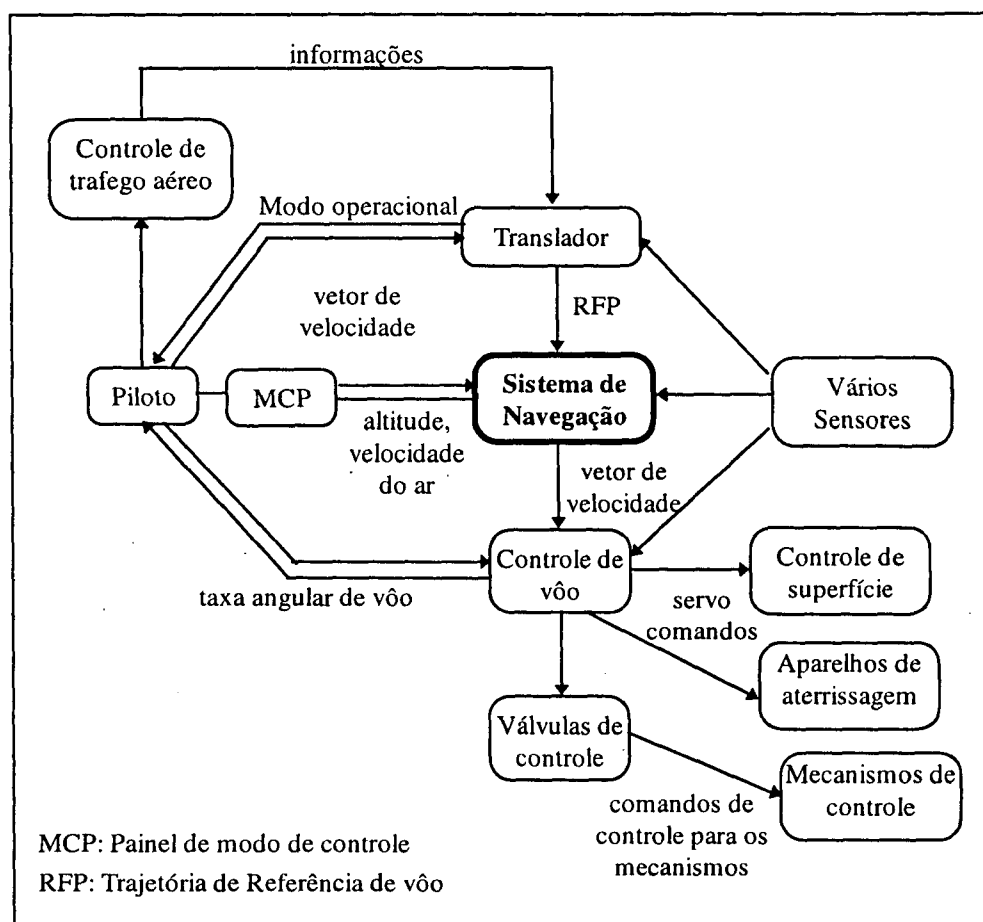 informações
Controle de
trafego aéreo
Modo operacional
Translador
vetor de
velocidade
RFP
Piloto
MCP
Sistema de
Navegação
Vários
Sensores
altitude,
velocidade
do ar
vetor de
velocidade
Controle de
vôo
Controle de
superfície
taxa angular de vôo
servo
comandos
Aparelhos de
aterrissagem
Válvulas de
controle
Mecanismos de
controle
comandos de
controle para os
mecanismos
MCP: Painel de modo de controle
RFP: Trajetória de Referência de vôo